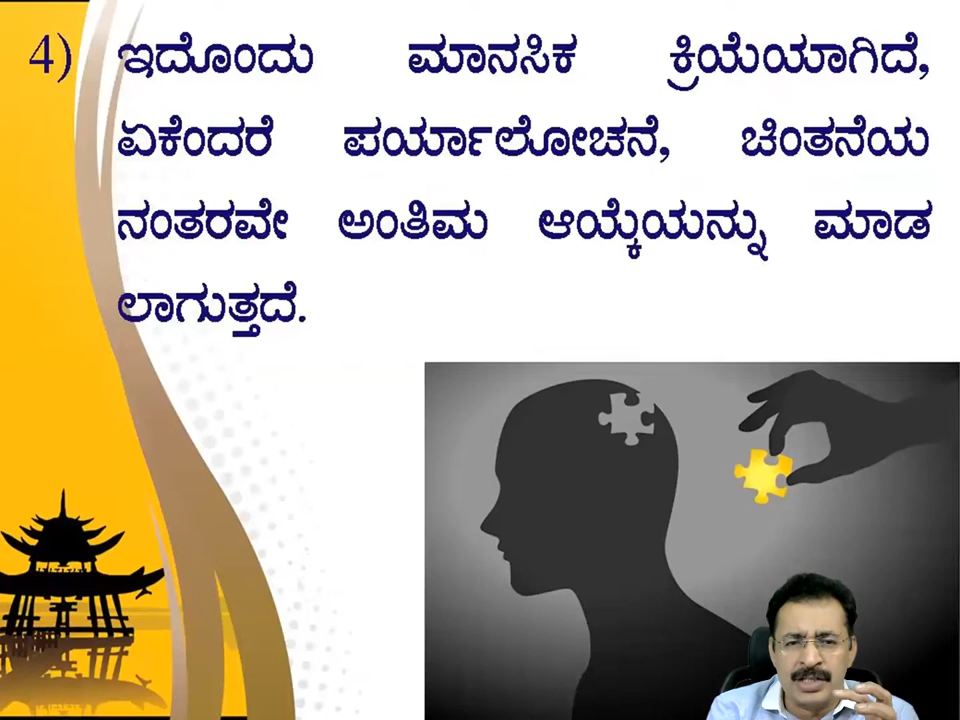 4) ಇದೊಂದು ಮಾನಸಿಕ ಕ್ರಿಯೆಯಾಗಿದೆ,
ಏಕೆಂದರೆ ಪರ್ಯಾಲೋಚನೆ, ಚಿಂತನೆಯ
ನಂತರವೇ ಅಂತಿಮ ಆಯ್ಕೆಯನ್ನು ಮಾಡ
ಲಾಗುತ್ತದೆ.